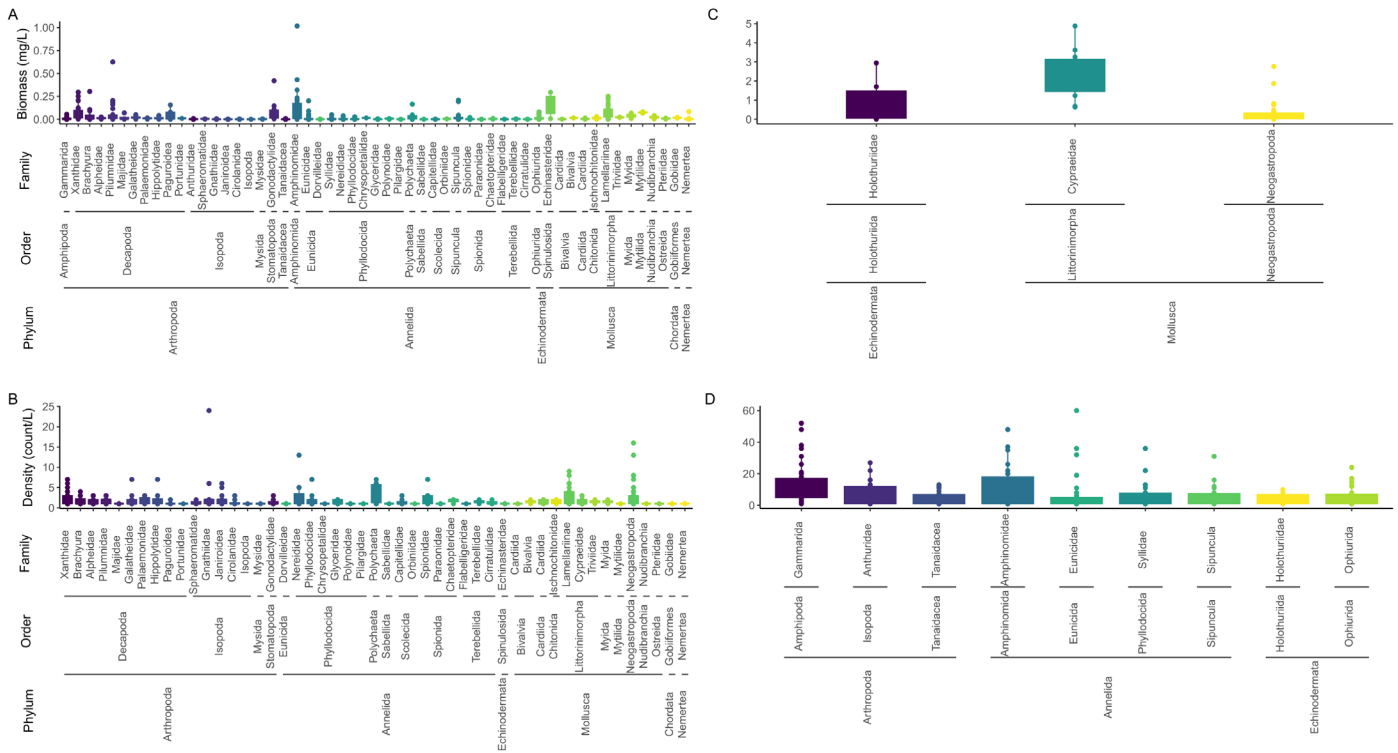 A
Biomass (mg/L)
1.00
0.75
0.50
0.25
0.00
Family
Gammarida
Xanthidae
Brachyura
Alpheidae
Pilumnidae
Majidae
Galatheidae
Palaemonidae
Hippolytidae
Paguroidea
Portunidae
Anthuridae
Sphaeromatidae
Gnathiidae
Janiroidea
Cirolanidae
Isopoda
Mysidae
Gonodactylidae
Tanaidacea
Amphinomidae
Eunicidae
Dorvilleidae
Syllidae
Nereididae
Phyllodocidae
Chrysopetalidae
Glyceridae
Polynoidae
Pilargidae
Polychaeta
Sabellidae
Capitellidae
Orbiniidae
Sipuncula
Spionidae
Paraonidae
Chaetopteridae
Flabelligeridae
Terebellidae
Cirratulidae
Ophiurida
Echinasteridae
Cardiida
Bivalvia
Cardiidae
Ischnochitonidae
Lamellariinae
Triviidae
Myida
Mytilidae
Nudibranchia
Pteriidae
Gobiidae
Nemertea
Order
Amphipoda
Decapoda
Isopoda
Mysida
Stomatopoda
Tanaidacea
Amphinomida
Eunicida
Phyllodocida
Polychaeta
Sabellida
Scolecida
Sipuncula
Spionida
Terebellida
Ophiurida
Spinulosida
Bivalvia
Cardiida
Chitonida
Littorinimorpha
Myida
Mytilida
Nudibranchia
Ostreida
Gobiiformes
Nemertea
Phylum
Arthropoda
Annelida
Echinodermata
Mollusca
Chordata
Nemertea
C
5
4
3
2
1
0
Holothuriidae
Cypraeidae
Neogastropoda
Holothuriida
Littorinimorpha
Neogastropoda
Echinodermata
Mollusca
B
Density (count/L)
25
20
15
10
5
0
Family
Xanthidae
Brachyura
Alpheidae
Pilumnidae
Majidae
Galatheidae
Palaemonidae
Hippolytidae
Paguroidea
Portunidae
Sphaeromatidae
Gnathiidae
Janiroidea
Cirolanidae
Isopoda
Mysidae
Gonodactylidae
Dorvilleidae
Nereididae
Phyllodocidae
Chrysopetalidae
Glyceridae
Polynoidae
Pilargidae
Polychaeta
Sabellidae
Capitellidae
Orbiniidae
Spionidae
Paraonidae
Chaetopteridae
Flabelligeridae
Terebellidae
Cirratulidae
Echinasteridae
Cardiida
Bivalvia
Cardiidae
Ischnochitonidae
Lamellariinae
Cypraeidae
Triviidae
Myida
Mytilidae
Neogastropoda
Nudibranchia
Pteriidae
Gobiidae
Nemertea
Order
Decapoda
Isopoda
Mysida
Stomatopoda
Eunicida
Phyllodocida
Polychaeta
Sabellida
Scolecida
Spionida
Terebellida
Spinulosida
Bivalvia
Cardiida
Chitonida
Littorinimorpha
Myida
Mytilida
Neogastropoda
Nudibranchia
Ostreida
Gobiiformes
Nemertea
Phylum
Arthropoda
Annelida
Echinodermata
Mollusca
Chordata
Nemertea
D
60
40
20
0
Gammarida
Anthuridae
Tanaidacea
Amphinomidae
Eunicidae
Syllidae
Sipuncula
Holothuriidae
Ophiurida
Amphipoda
Isopoda
Tanaidacea
Amphinomida
Eunicida
Phyllodocida
Sipuncula
Holothuriida
Ophiurida
Arthropoda
Annelida
Echinodermata